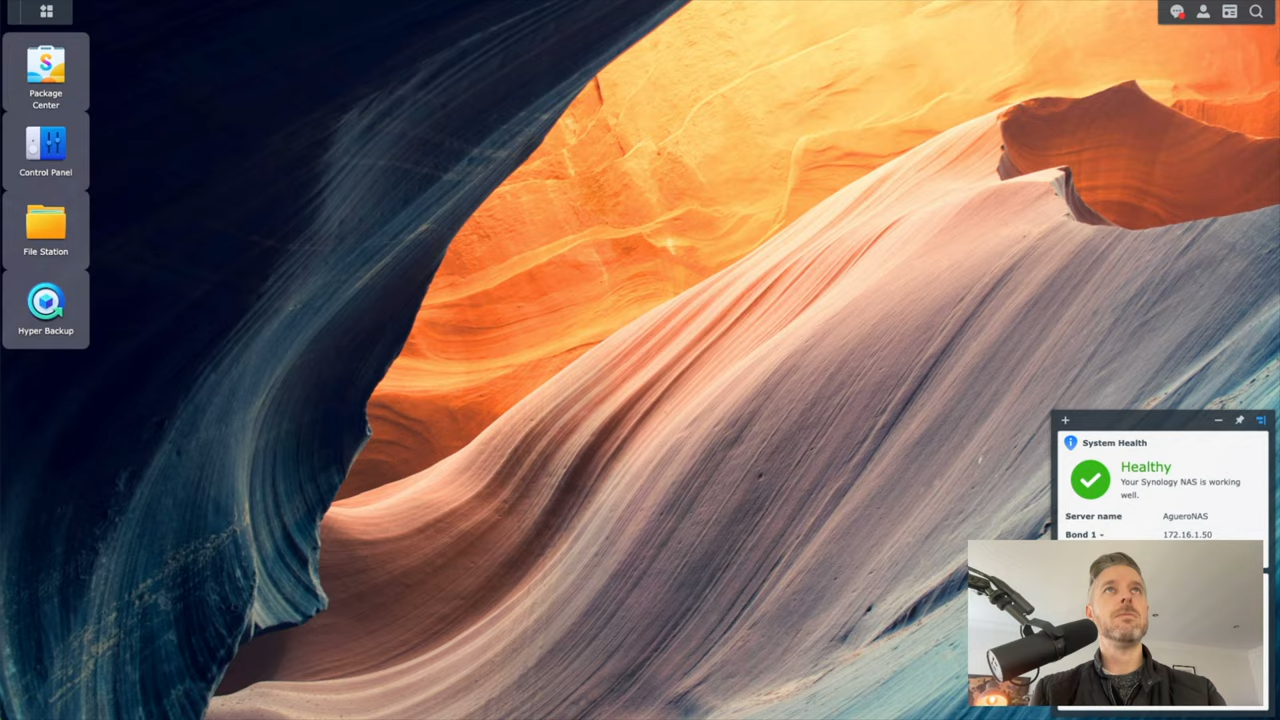 Package
Center
Control Panel
File Station
Hyper Backup
System Health
Healthy
Your Synology NAS is working
well.
Server name AgueroNAS
Bond 1 172.16.1.50